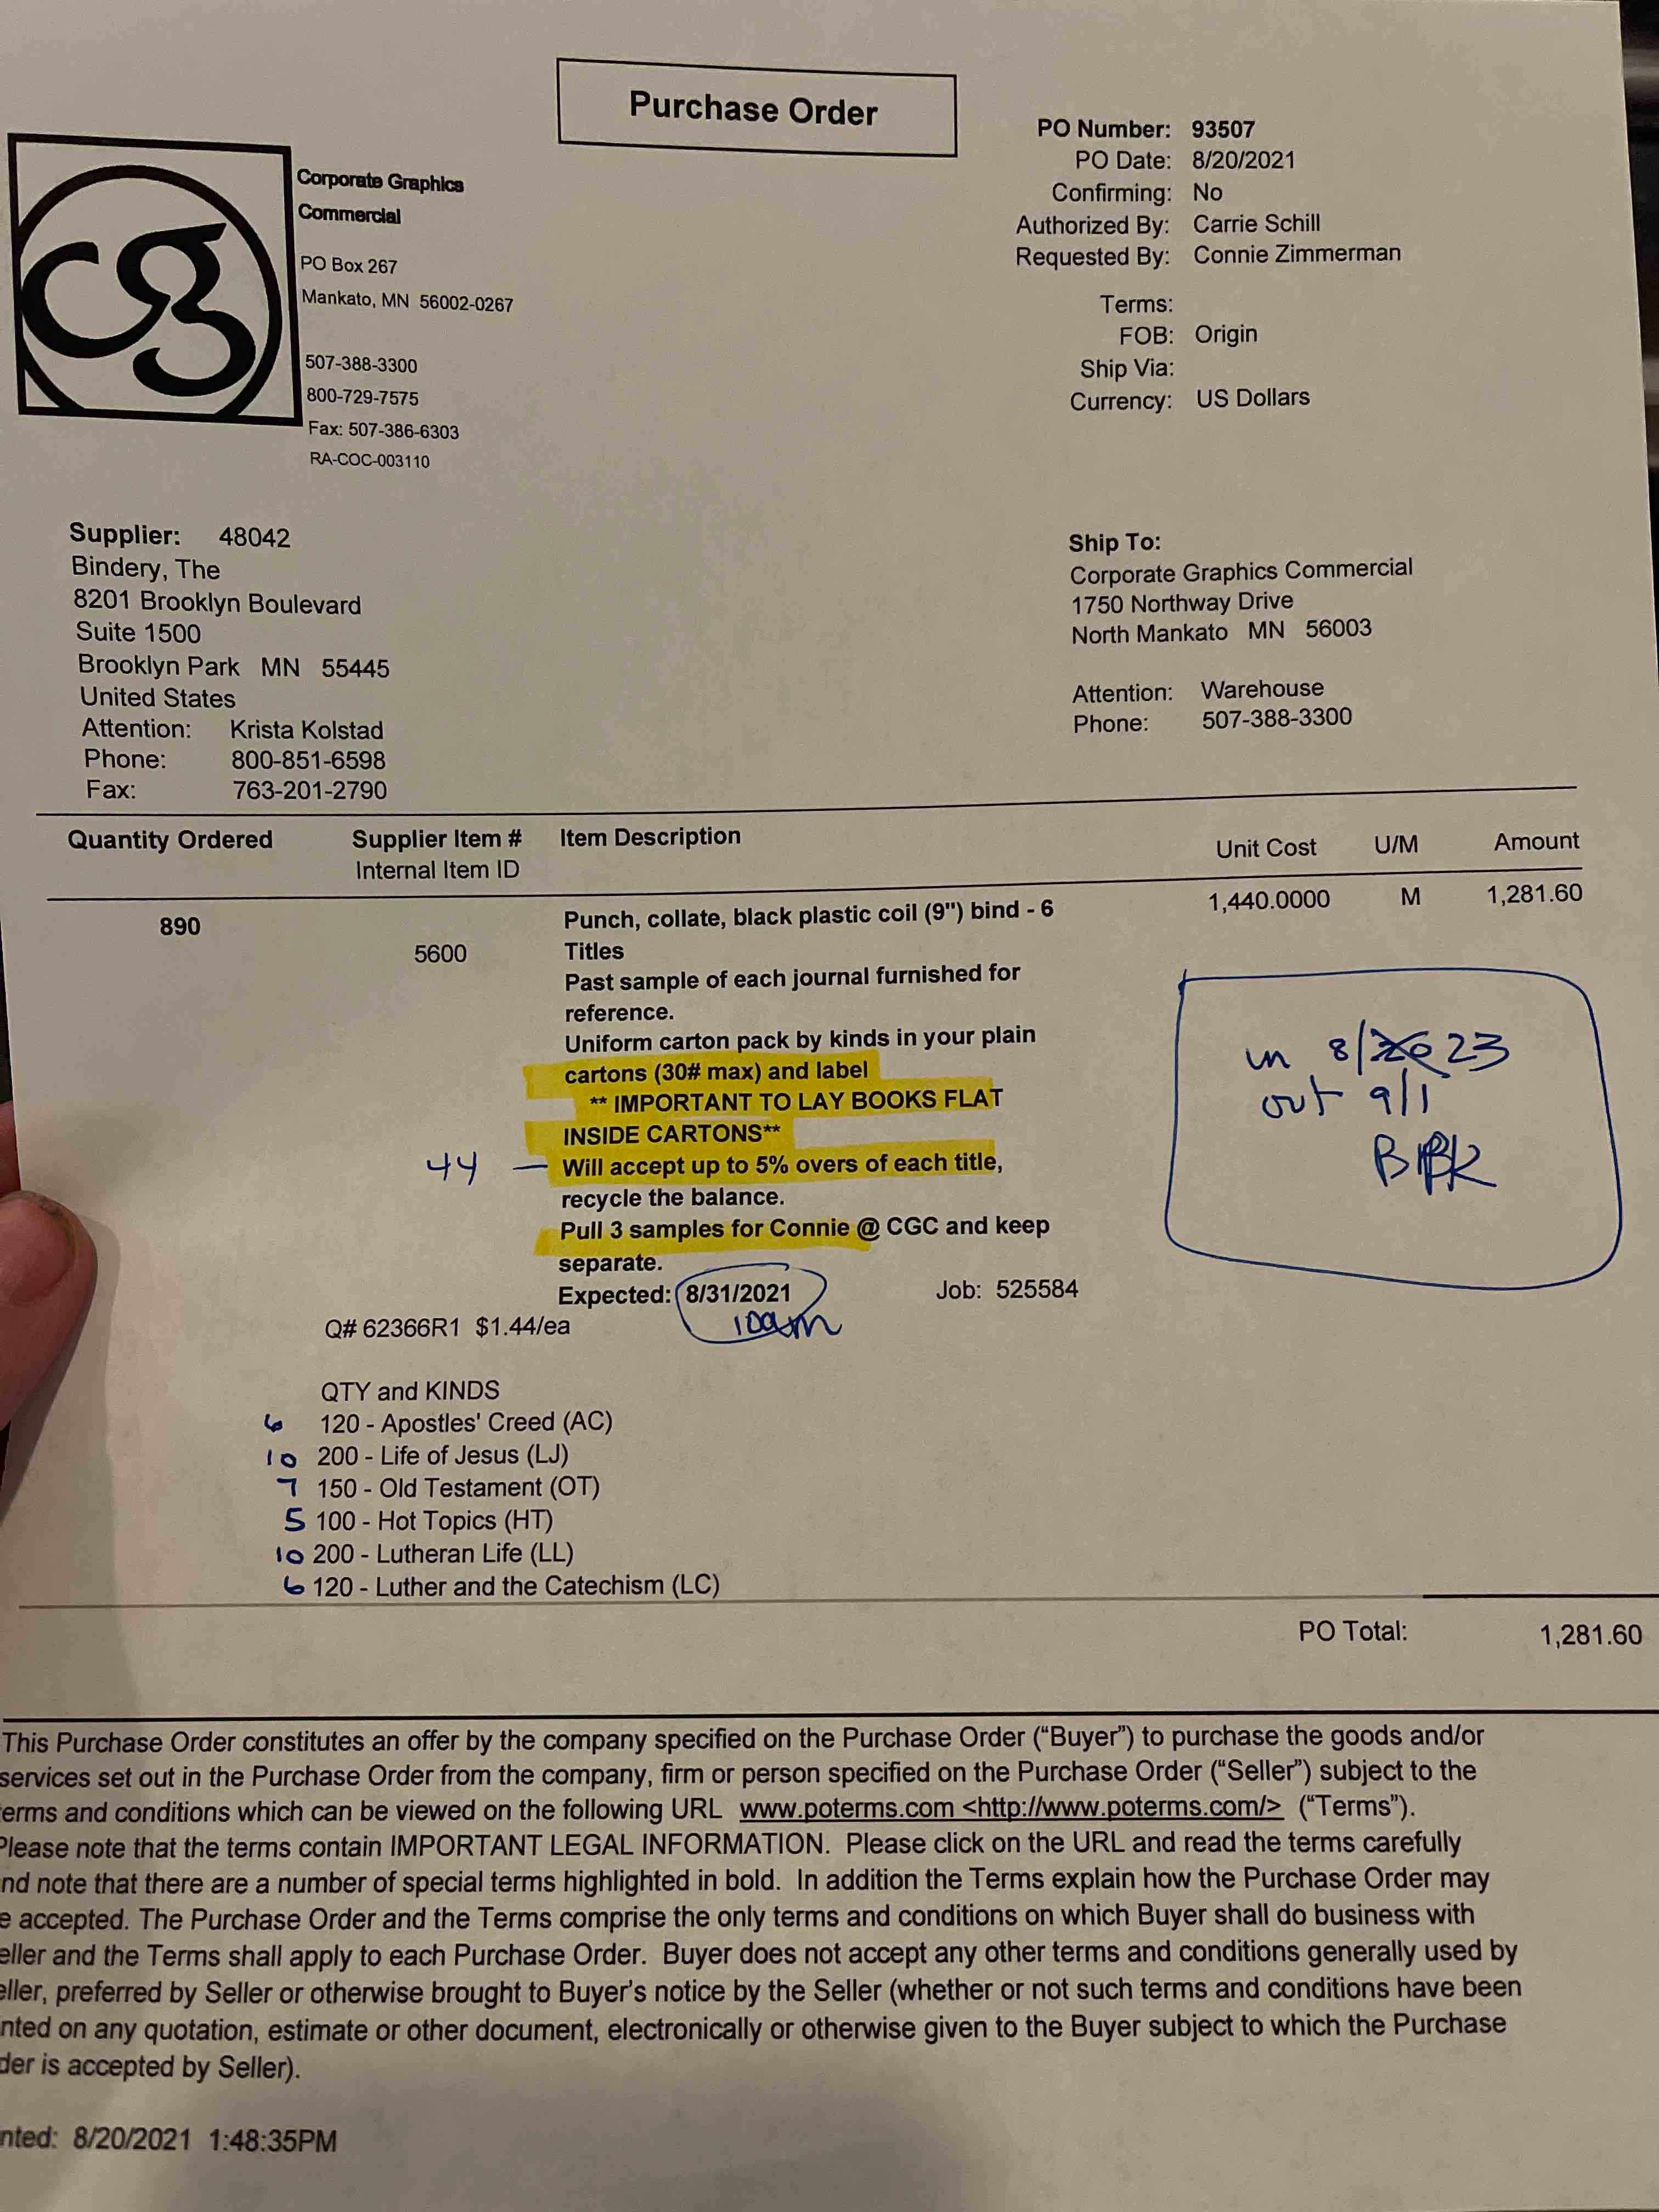 Purchase Order
cg
Corporate Graphics
Commercial
PO Box 267
Mankato, MN 56002-0267
507-388-3300
800-729-7575
Fax: 507-386-6303
RA-COC-003110
PO Number: 93507
PO Date: 8/20/2021
Confirming: No
Authorized By: Carrie Schill
Requested By: Connie Zimmerman
Terms:
FOB: Origin
Ship Via:
Currency: US Dollars
Supplier: 48042
Bindery, The
8201 Brooklyn Boulevard
Suite 1500
Brooklyn Park MN 55445
United States
Attention: Krista Kolstad
Phone: 800-851-6598
Fax: 763-201-2790
Ship To:
Corporate Graphics Commercial
1750 Northway Drive
North Mankato MN 56003
Attention: Warehouse
Phone: 507-388-3300
Quantity Ordered Supplier Item # Item Description Unit Cost U/M Amount
Internal Item ID
890 Punch, collate, black plastic coil (9") bind - 6 1,440.0000 M 1,281.60
5600 Titles
Past sample of each journal furnished for
reference.
Uniform carton pack by kinds in your plain
cartons (30# max) and label
** IMPORTANT TO LAY BOOKS FLAT
INSIDE CARTONS**
44 — Will accept up to 5% overs of each title,
recycle the balance.
Pull 3 samples for Connie @ CGC and keep
separate.
Expected: 8/31/2021 Job: 525584
10am
in 8/23
out 9/1
Q# 62366R1 $1.44/ea
QTY and KINDS
6 120 - Apostles' Creed (AC)
10 200 - Life of Jesus (LJ)
7 150 - Old Testament (OT)
5 100 - Hot Topics (HT)
10 200 - Lutheran Life (LL)
6 120 - Luther and the Catechism (LC)
PO Total: 1,281.60
This Purchase Order constitutes an offer by the company specified on the Purchase Order (“Buyer”) to purchase the goods and/or
services set out in the Purchase Order from the company, firm or person specified on the Purchase Order (“Seller”) subject to the
erms and conditions which can be viewed on the following URL www.poterms.com <http://www.poterms.com/> (“Terms”).
Please note that the terms contain IMPORTANT LEGAL INFORMATION. Please click on the URL and read the terms carefully
nd note that there are a number of special terms highlighted in bold. In addition the Terms explain how the Purchase Order may
e accepted. The Purchase Order and the Terms comprise the only terms and conditions on which Buyer shall do business with
eller and the Terms shall apply to each Purchase Order. Buyer does not accept any other terms and conditions generally used by
eller, preferred by Seller or otherwise brought to Buyer's notice by the Seller (whether or not such terms and conditions have been
nted on any quotation, estimate or other document, electronically or otherwise given to the Buyer subject to which the Purchase
der is accepted by Seller).
nted: 8/20/2021 1:48:35PM